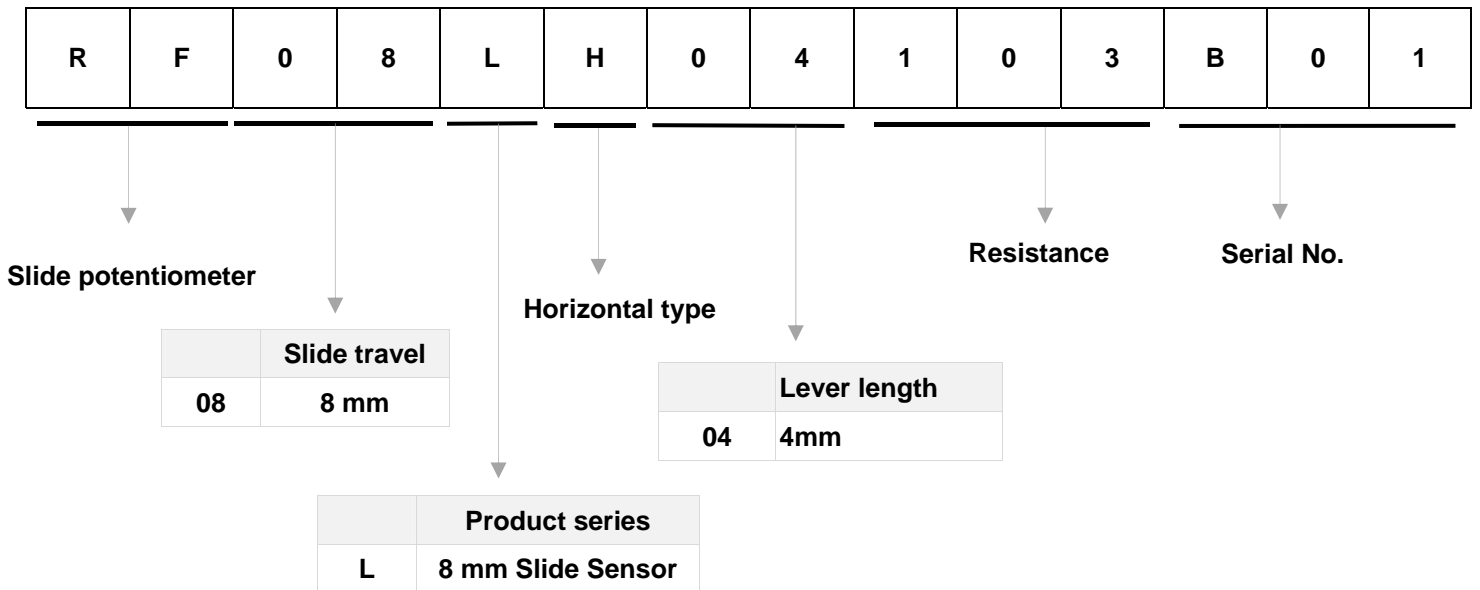 R F 0 8 L H 0 4 1 0 3 B 0 1
Slide potentiometer
Horizontal type
Resistance
Serial No.
Slide travel
08 8 mm
Lever length
04 4mm
Product series
L 8 mm Slide Sensor